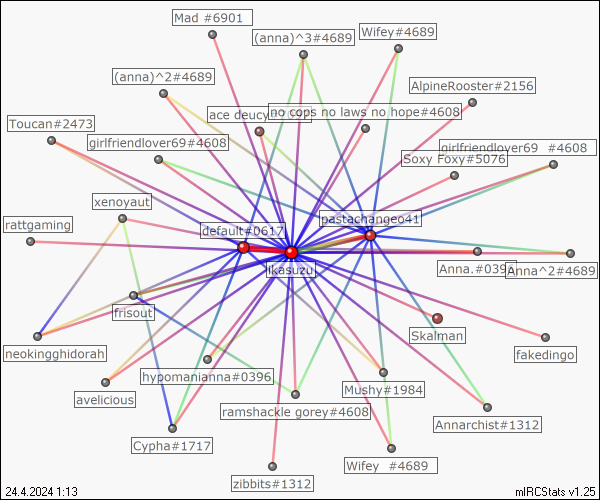 Mad #6901
(anna)^3#4689
Wifey#4689
(anna)^2#4689
AlpineRooster#2156
ace deucy
no cops no laws no hope#4608
Toucan#2473
girlfriendlover69#4608
girlfriendlover69 #4608
Soxy Foxy#5076
xenoyaut
pastachangeo41
rattgaming
default#0617
ikasuzu
Anna.#0396
Anna^2#4689
frisout
Skalman
neokingghidorah
fakedingo
hypomanianna#0396
Mushy#1984
avelicious
ramshackle gorey#4608
Annarchist#1312
Cypha#1717
Wifey #4689
zibbits#1312
24.4.2024 1:13
mIRCStats v1.25